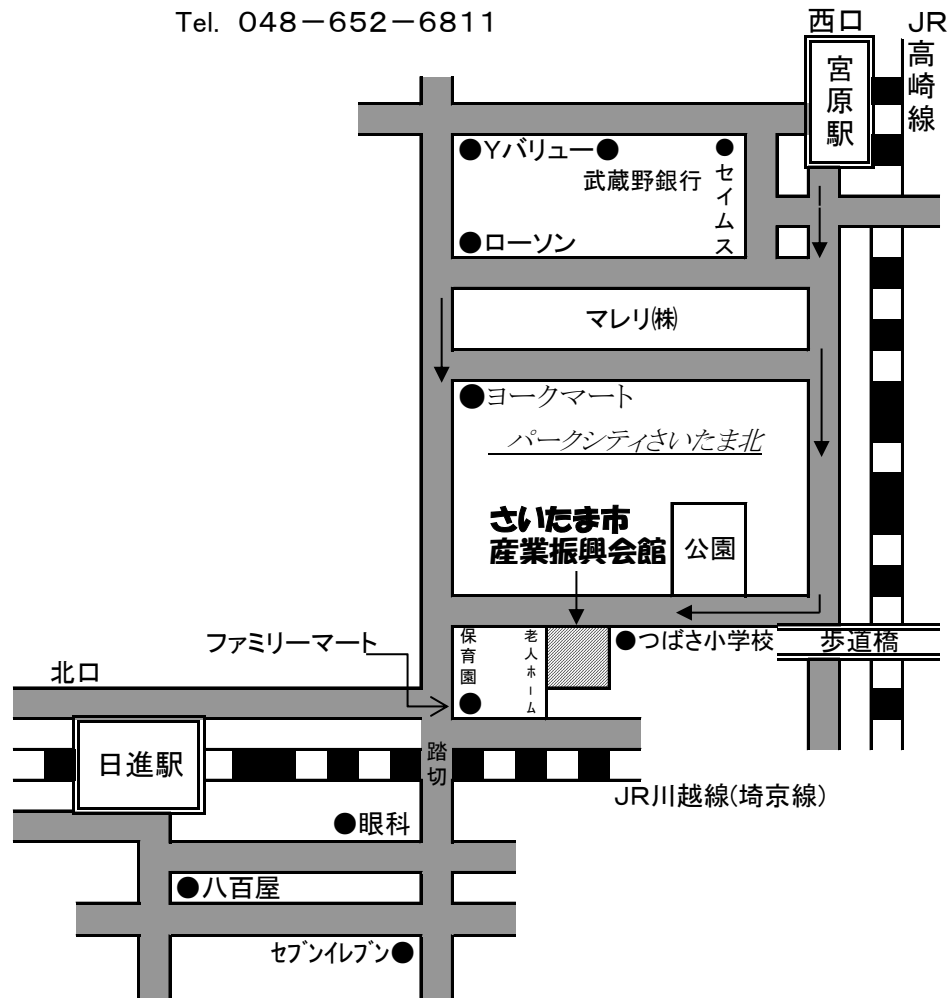 Tel. 048－652－6811
西口
JR
高崎線
宮原駅
●Yバリュー●
武蔵野銀行
●セイムス
●ローソン
マレリ㈱
●ヨークマート
パークシティさいたま北
さいたま市
産業振興会館
公園
ファミリーマート
保育園
老人ホーム
●つばさ小学校
歩道橋
北口
日進駅
踏切
JR川越線(埼京線)
●眼科
●八百屋
ｾﾌﾞﾝｲﾚﾌﾞﾝ●